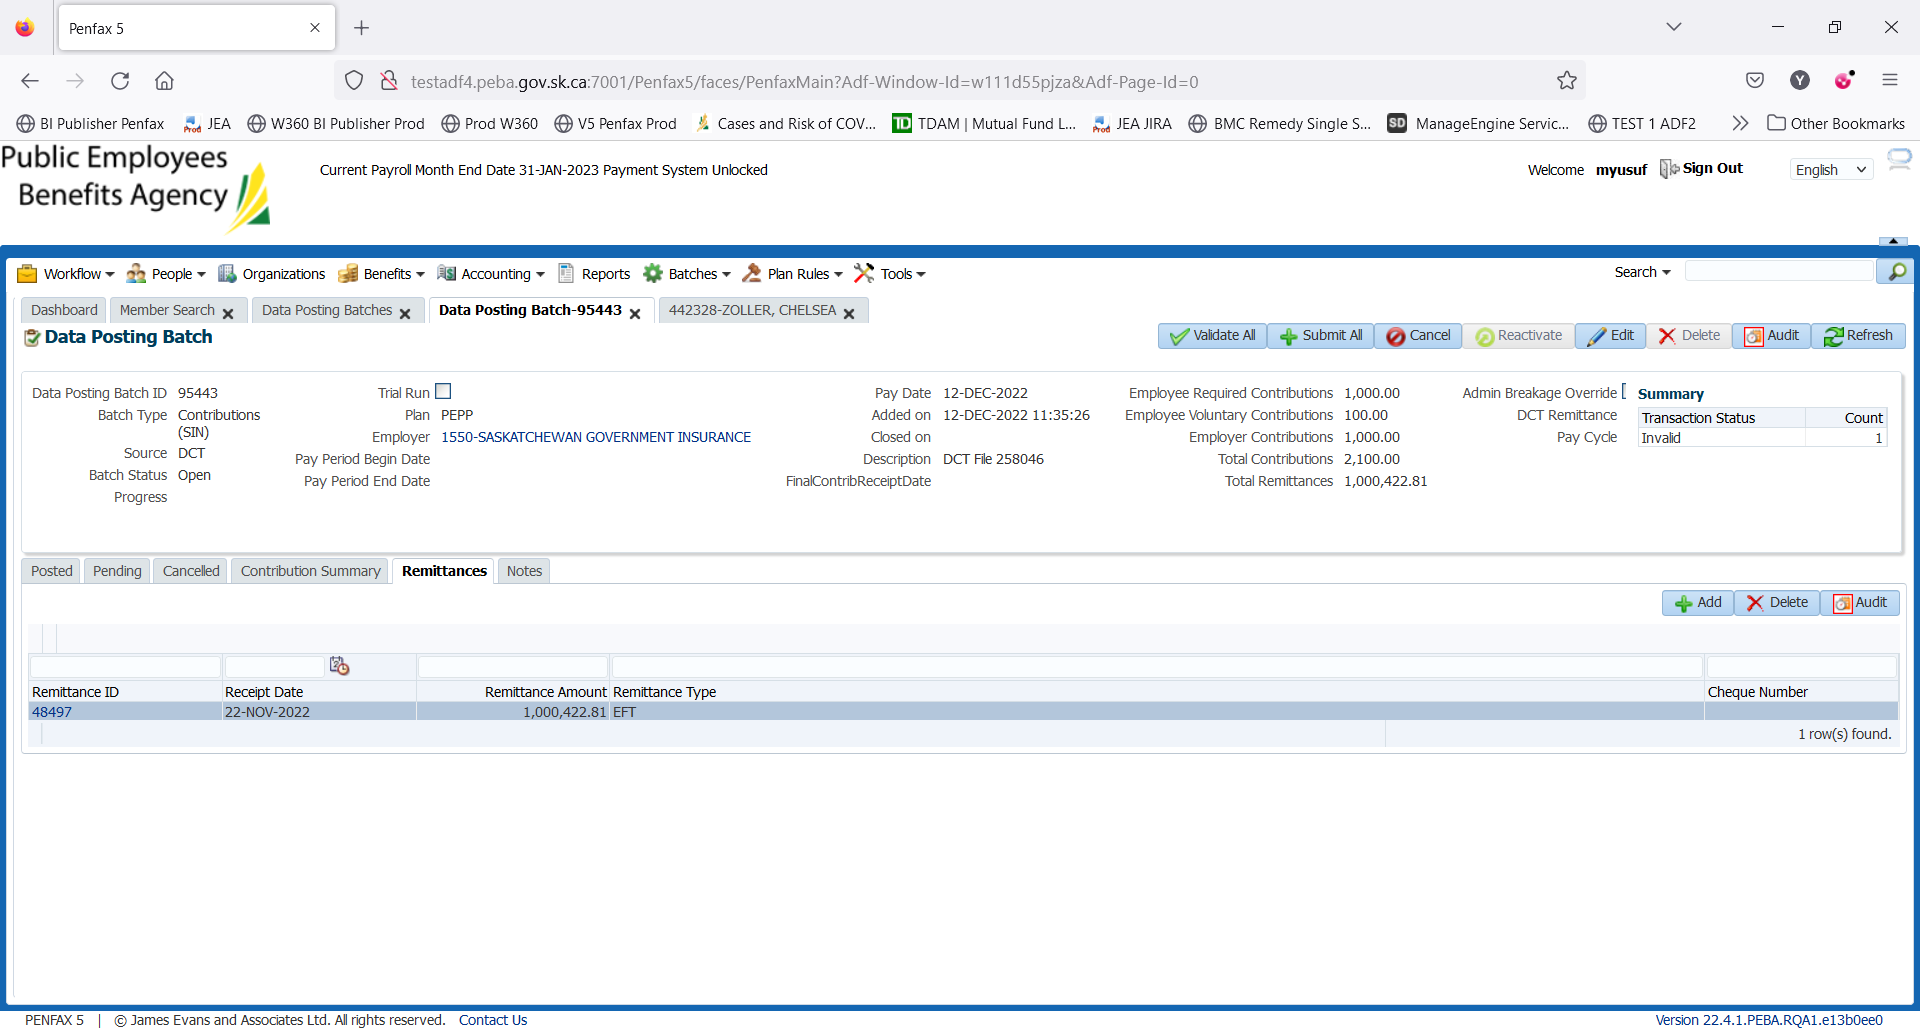 Penfax 5
testadf4.peba.gov.sk.ca:7001/Penfax5/faces/PenfaxMain?Adf-Window-Id=w111d55pjza&Adf-Page-Id=0
Y
BI Publisher Penfax
JEA
W360 BI Publisher Prod
Prod W360
V5 Penfax Prod
Cases and Risk of COV...
TD TDAM | Mutual Fund L...
JEA JIRA
BMC Remedy Single S...
SD ManageEngine Servic...
TEST 1 ADF2
Other Bookmarks
Public Employees
Benefits Agency
Current Payroll Month End Date 31-JAN-2023 Payment System Unlocked
Welcome myusuf Sign Out English
Workflow People Organizations Benefits Accounting Reports Batches Plan Rules Tools Search
Dashboard Member Search Data Posting Batches Data Posting Batch-95443 442328-ZOLLER, CHELSEA
Data Posting Batch
Validate All Submit All Cancel Reactivate Edit Delete Audit Refresh
Data Posting Batch ID 95443
Batch Type Contributions
(SIN)
Source DCT
Batch Status Open
Progress
Trial Run
Plan PEPP
Employer 1550-SASKATCHEWAN GOVERNMENT INSURANCE
Pay Period Begin Date
Pay Period End Date
Pay Date 12-DEC-2022
Added on 12-DEC-2022 11:35:26
Closed on
Description DCT File 258046
FinalContribReceiptDate
Employee Required Contributions 1,000.00
Employee Voluntary Contributions 100.00
Employer Contributions 1,000.00
Total Contributions 2,100.00
Total Remittances 1,000,422.81
Admin Breakage Override
DCT Remittance
Pay Cycle
Summary
Transaction Status Count
Invalid 1
Posted Pending Cancelled Contribution Summary Remittances Notes
Add Delete Audit
Remittance ID Receipt Date Remittance Amount Remittance Type Cheque Number
48497 22-NOV-2022 1,000,422.81 EFT
1 row(s) found.
PENFAX 5 | © James Evans and Associates Ltd. All rights reserved. Contact Us
Version 22.4.1.PEBA.RQA1.e13b0ee0